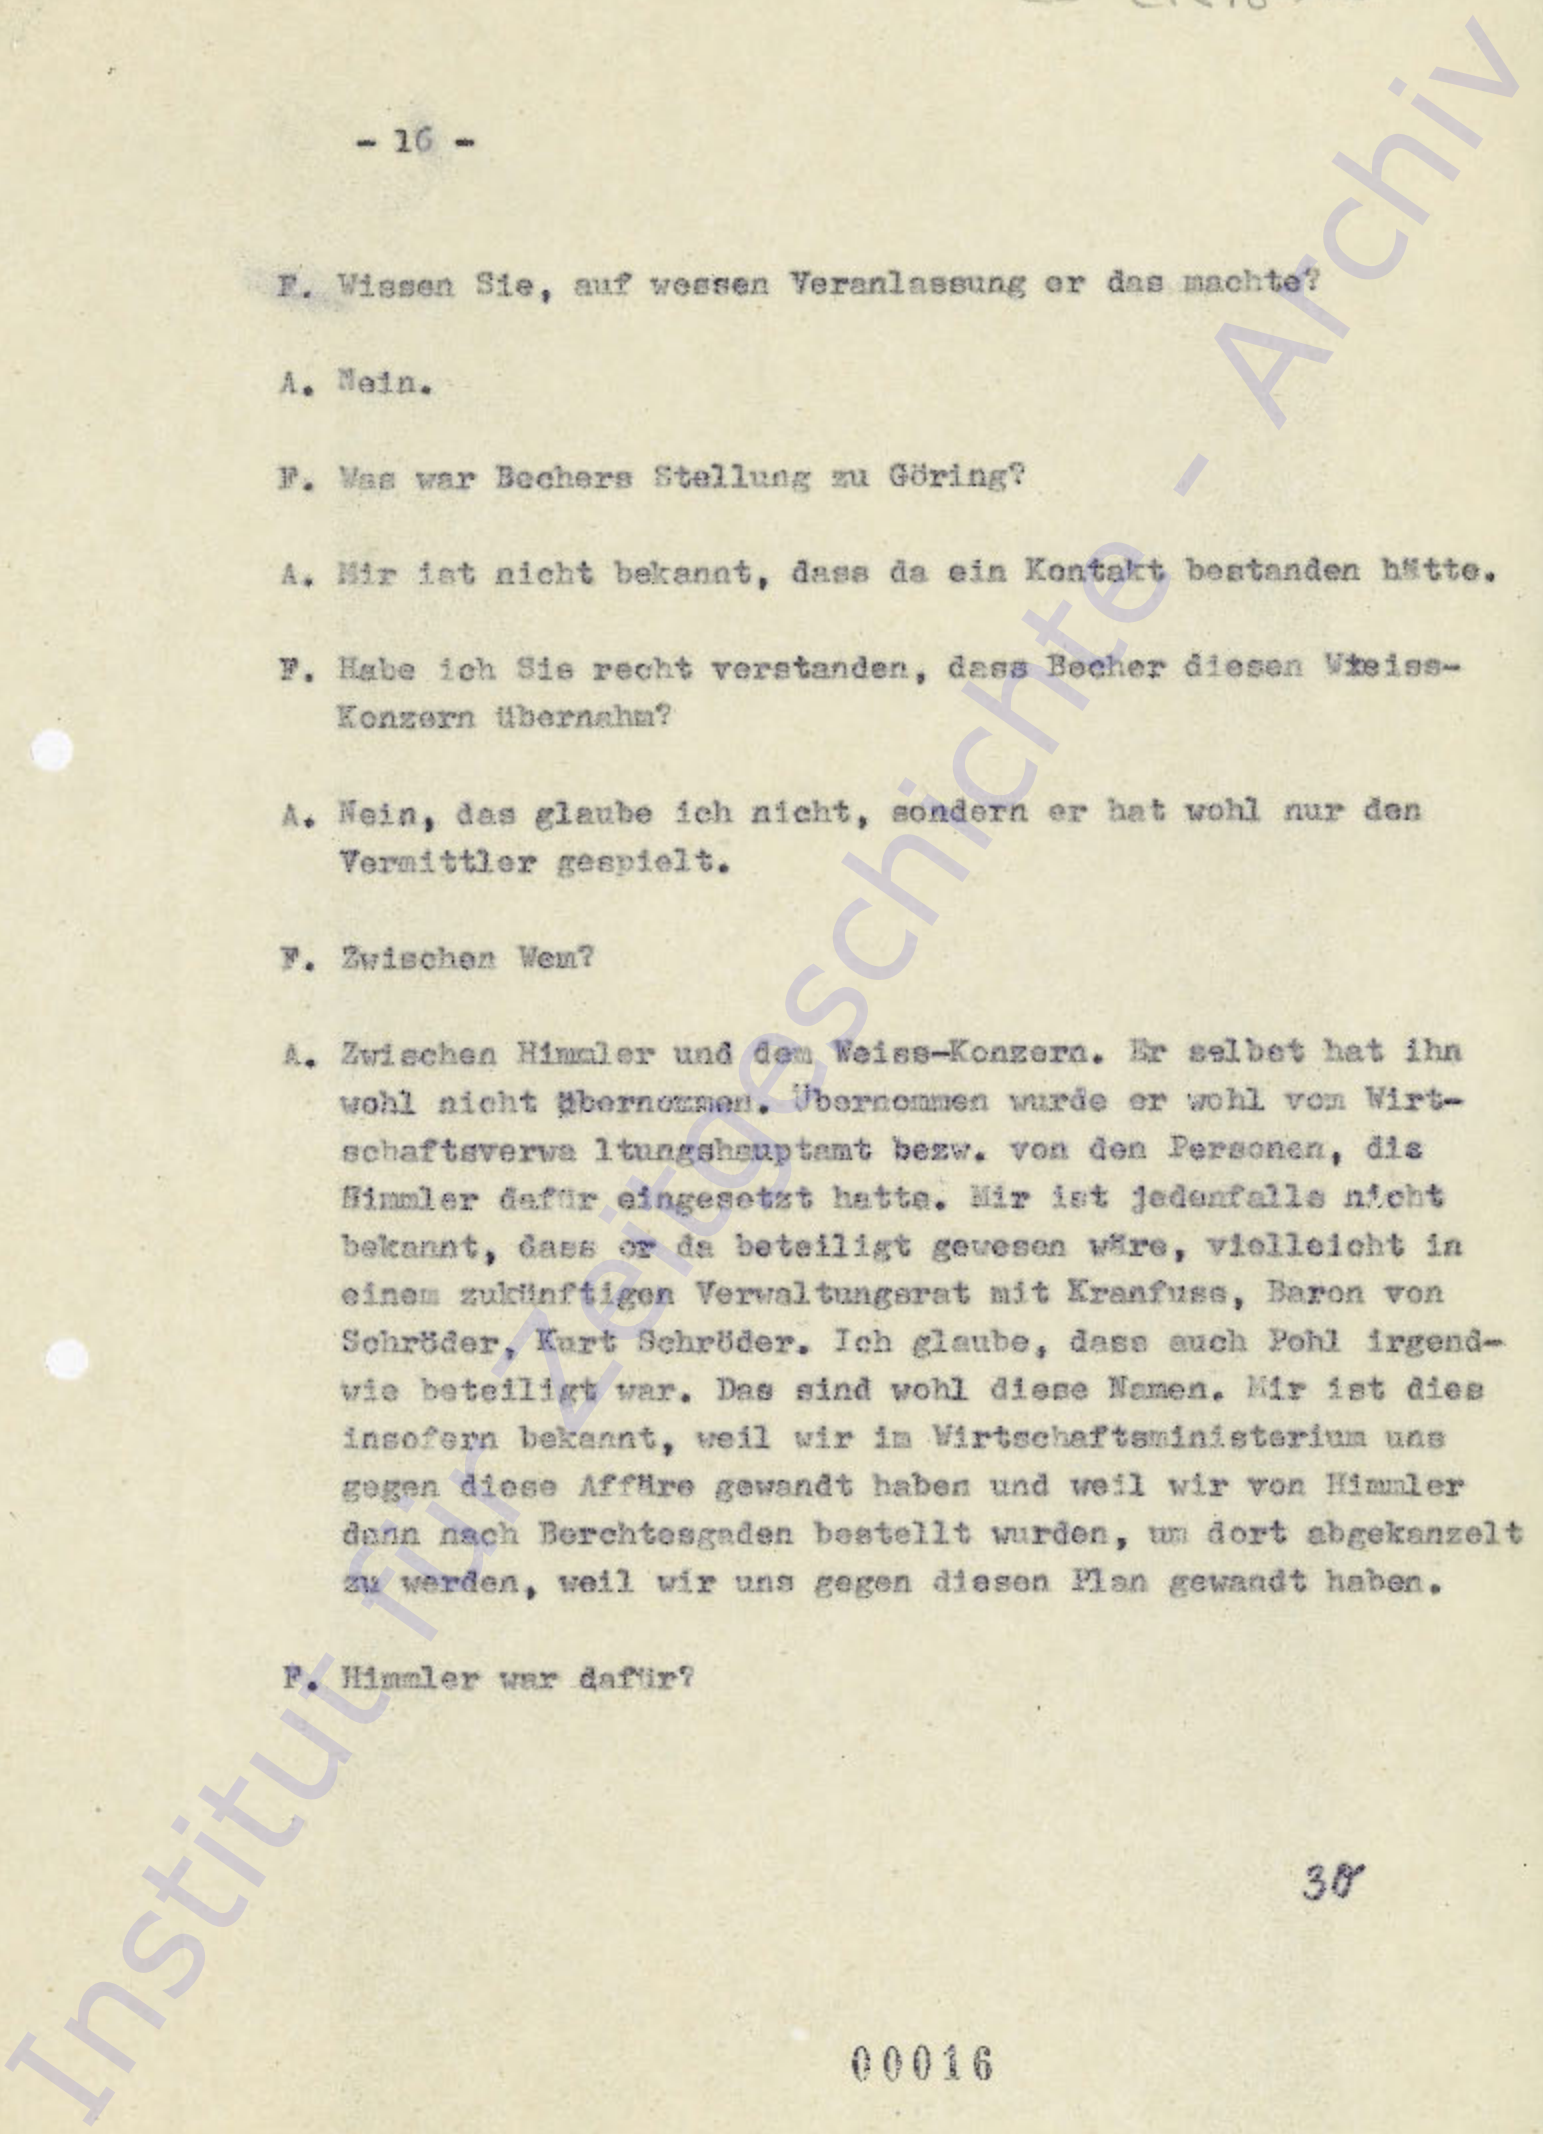 - 16 -
F. Wissen Sie, auf wessen Veranlassung er das machte?
A. Nein.
F. Was war Bechers Stellung zu Göring?
A. Mir ist nicht bekannt, dass da ein Kontakt bestanden hätte.
F. Habe ich Sie recht verstanden, dass Becher diesen Weiss-
Konzern übernahm?
A. Nein, das glaube ich nicht, sondern er hat wohl nur den
Vermittler gespielt.
F. Zwischen Wem?
A. Zwischen Himmler und dem Weiss-Konzern. Er selbst hat ihn
wohl nicht übernommen. Übernommen wurde er wohl vom Wirt-
schaftsverwa ltungshauptamt bezw. von den Personen, die
Himmler dafür eingesetzt hatte. Mir ist jedenfalls nicht
bekannt, dass er da beteiligt gewesen wäre, vielleicht in
einem zukünftigen Verwaltungsrat mit Kranfuss, Baron von
Schröder, Kurt Schröder. Ich glaube, dass auch Pohl irgend-
wie beteiligt war. Das sind wohl diese Namen. Mir ist dies
insofern bekannt, weil wir im Wirtschaftsministerium uns
gegen diese Affäre gewandt haben und weil wir von Himmler
dann nach Berchtesgaden bestellt wurden, um dort abgekanzelt
zu werden, weil wir uns gegen diesen Plan gewandt haben.
F. Himmler war dafür?
00016
Institut für Zeitgeschichte - Archiv